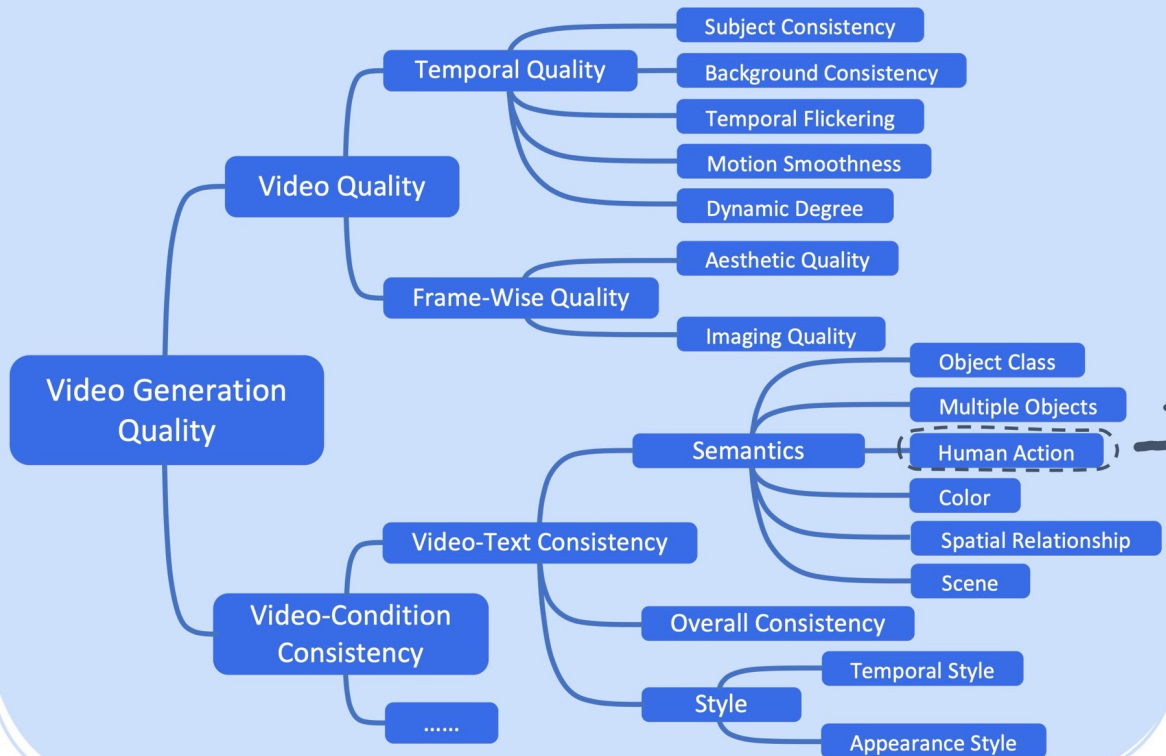 Subject Consistency
Temporal Quality
Background Consistency
Temporal Flickering
Motion Smoothness
Video Quality
Dynamic Degree
Aesthetic Quality
Frame-Wise Quality
Imaging Quality
Video Generation
Quality
Object Class
Multiple Objects
Semantics
Human Action
Color
Video-Text Consistency
Spatial Relationship
Scene
Video-Condition
Consistency
Overall Consistency
Temporal Style
Style
......
Appearance Style